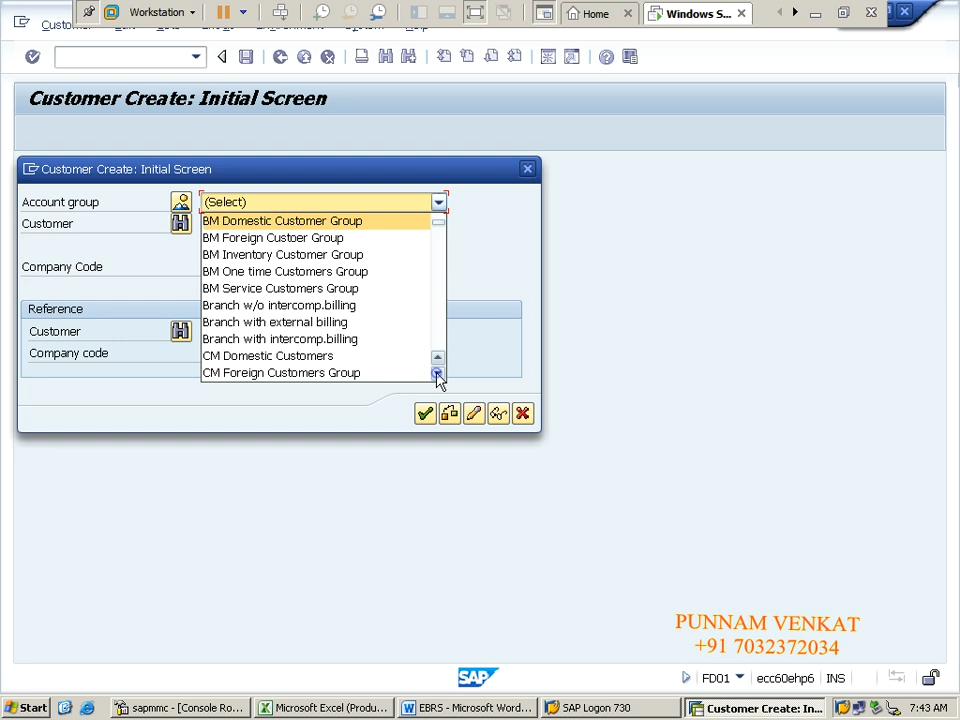 Workstation
Home
Windows S...
Customer Create: Initial Screen
Customer Create: Initial Screen
Account group
(Select)
Customer
BM Domestic Customer Group
BM Foreign Custoer Group
BM Inventory Customer Group
Company Code
BM One time Customers Group
BM Service Customers Group
Reference
Branch w/o intercomp.billing
Customer
Branch with external billing
Branch with intercomp.billing
Company code
CM Domestic Customers
CM Foreign Customers Group
PUNNAM VENKAT
+91 7032372034
SAP
FD01
ecc60ehp6
INS
Start
sapmmc - [Console Ro...
Microsoft Excel (Produ...
EBRS - Microsoft Word...
SAP Logon 730
Customer Create: In...
7:43 AM